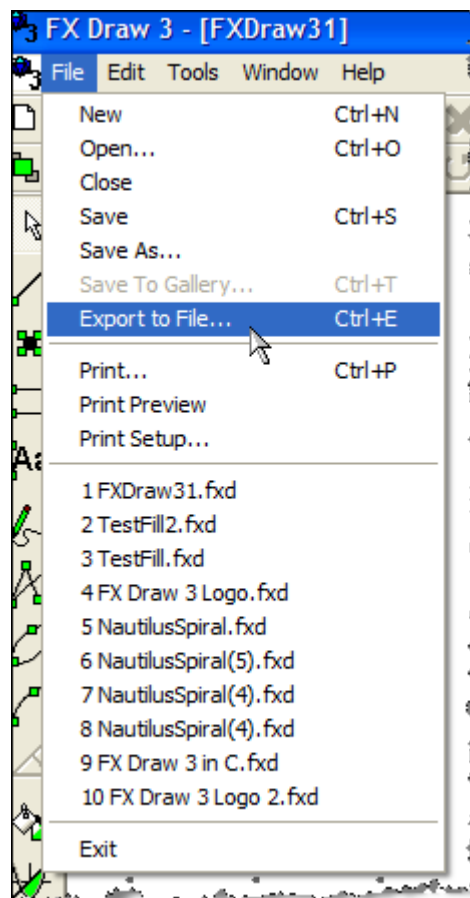 3 FX Draw 3 - [FXDraw31]
3 File Edit Tools Window Help
New Ctrl+N
Open... Ctrl+O
Close
Save Ctrl+S
Save As...
Save To Gallery... Ctrl+T
Export to File... Ctrl+E
Print... Ctrl+P
Print Preview
Print Setup...
Aa
1 FXDraw31.fxd
2 TestFill2.fxd
3 TestFill.fxd
4 FX Draw 3 Logo.fxd
5 NautilusSpiral.fxd
6 NautilusSpiral(5).fxd
7 NautilusSpiral(4).fxd
8 NautilusSpiral(4).fxd
9 FX Draw 3 in C.fxd
10 FX Draw 3 Logo 2.fxd
Exit